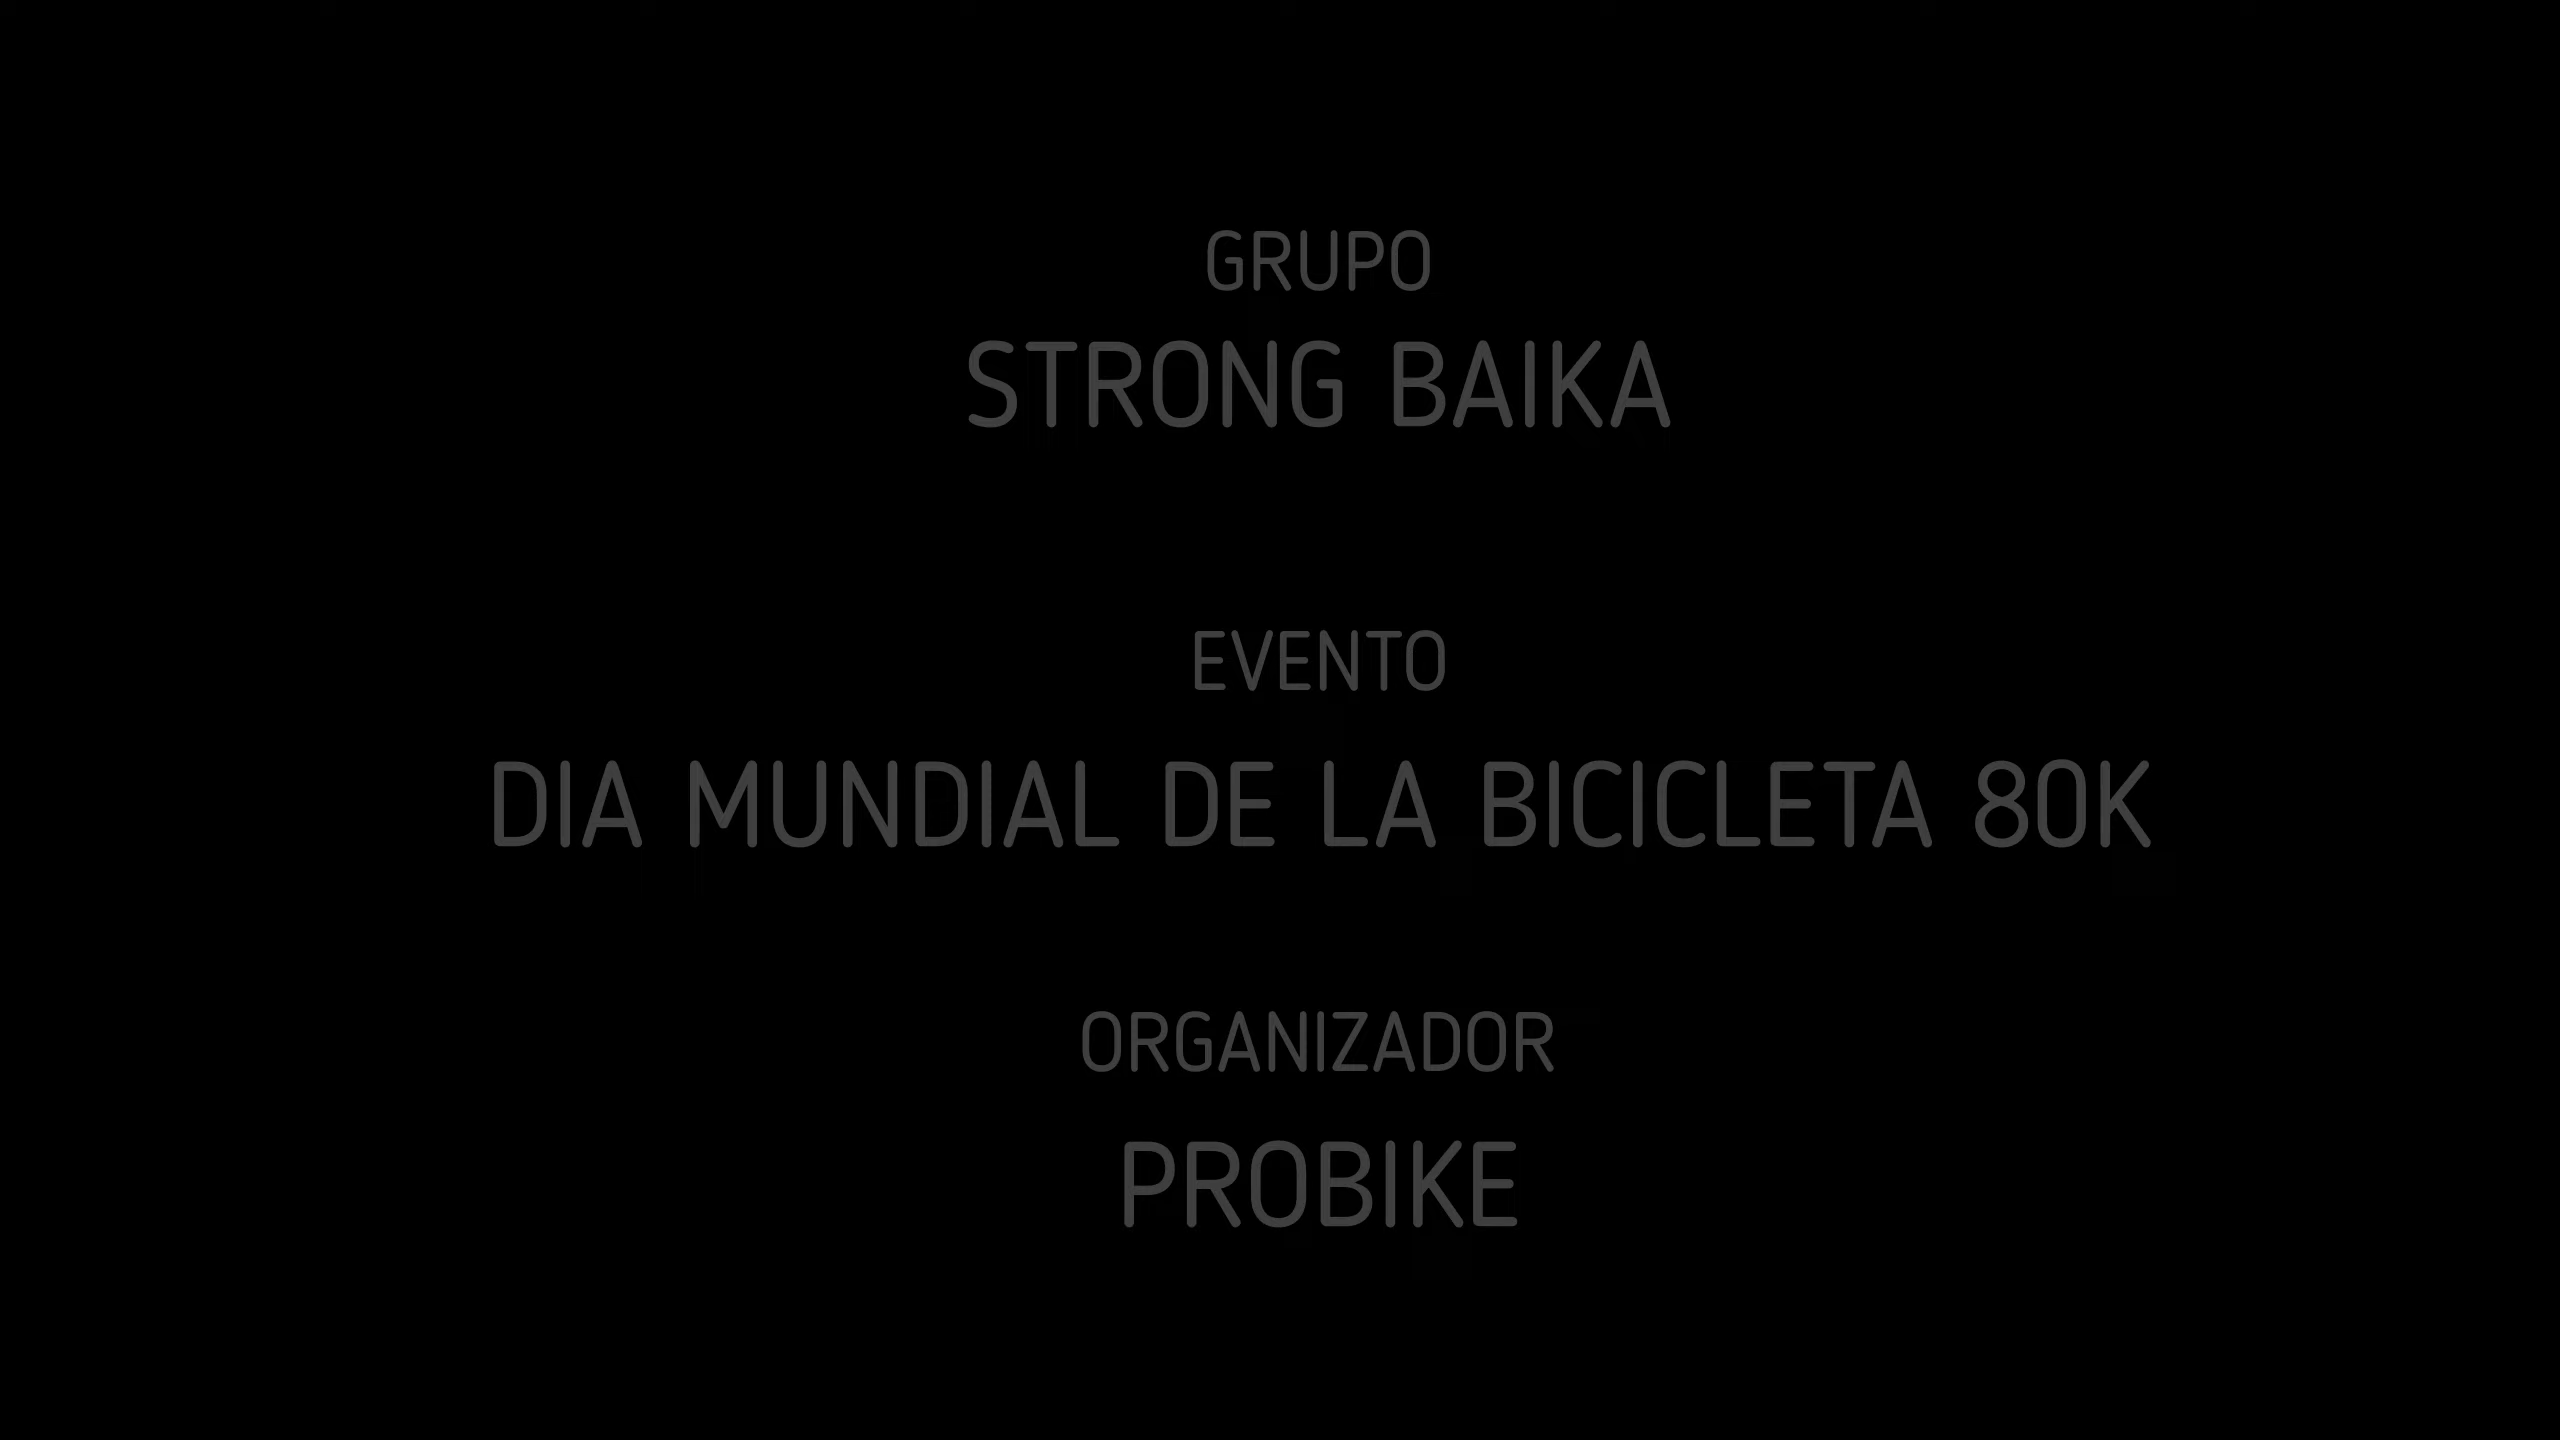 GRUPO
STRONG BAIKA
EVENTO
DIA MUNDIAL DE LA BICICLETA 80K
ORGANIZADOR
PROBIKE